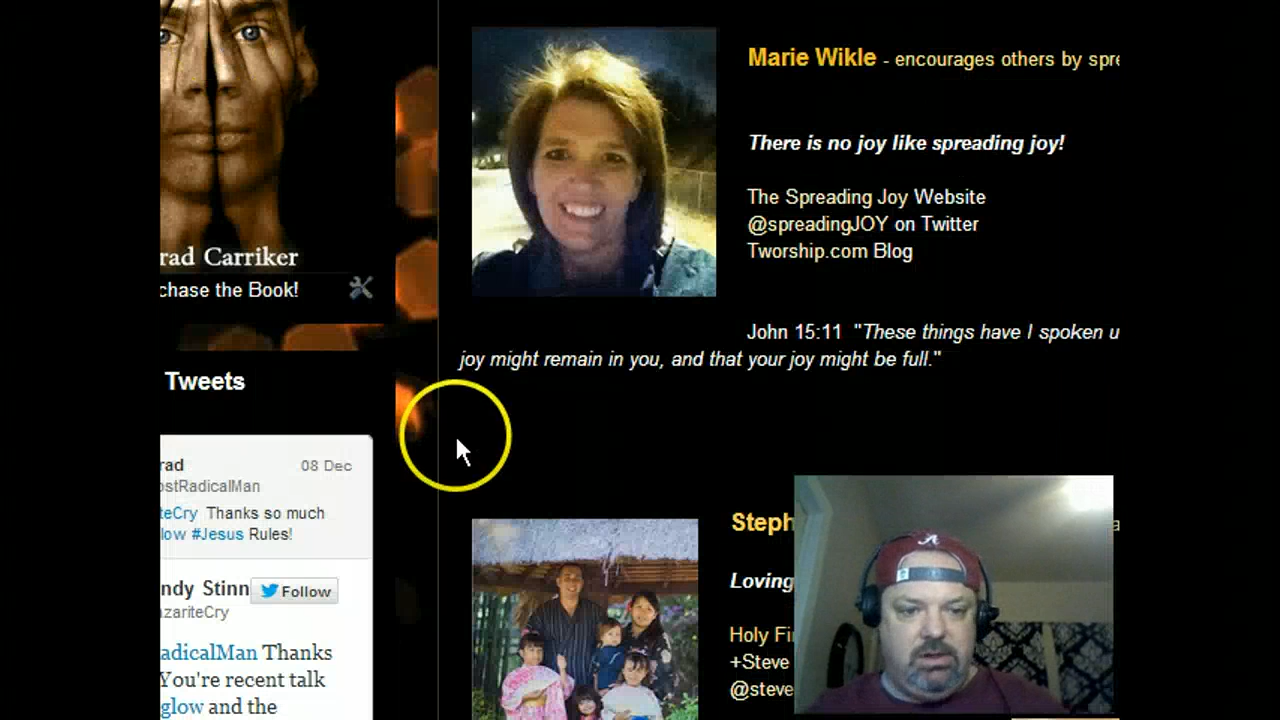 rad Carriker
chase the Book!
Tweets
rad 08 Dec
ostRadicalMan
teCry Thanks so much
low #Jesus Rules!
ndy Stinn Follow
zariteCry
adicalMan Thanks
You're recent talk
glow and the
Marie Wikle - encourages others by spre
There is no joy like spreading joy!
The Spreading Joy Website
@spreadingJOY on Twitter
Tworship.com Blog
John 15:11 "These things have I spoken u
joy might remain in you, and that your joy might be full."
Steph
Loving
Holy Fi
+Steve
@steve
A